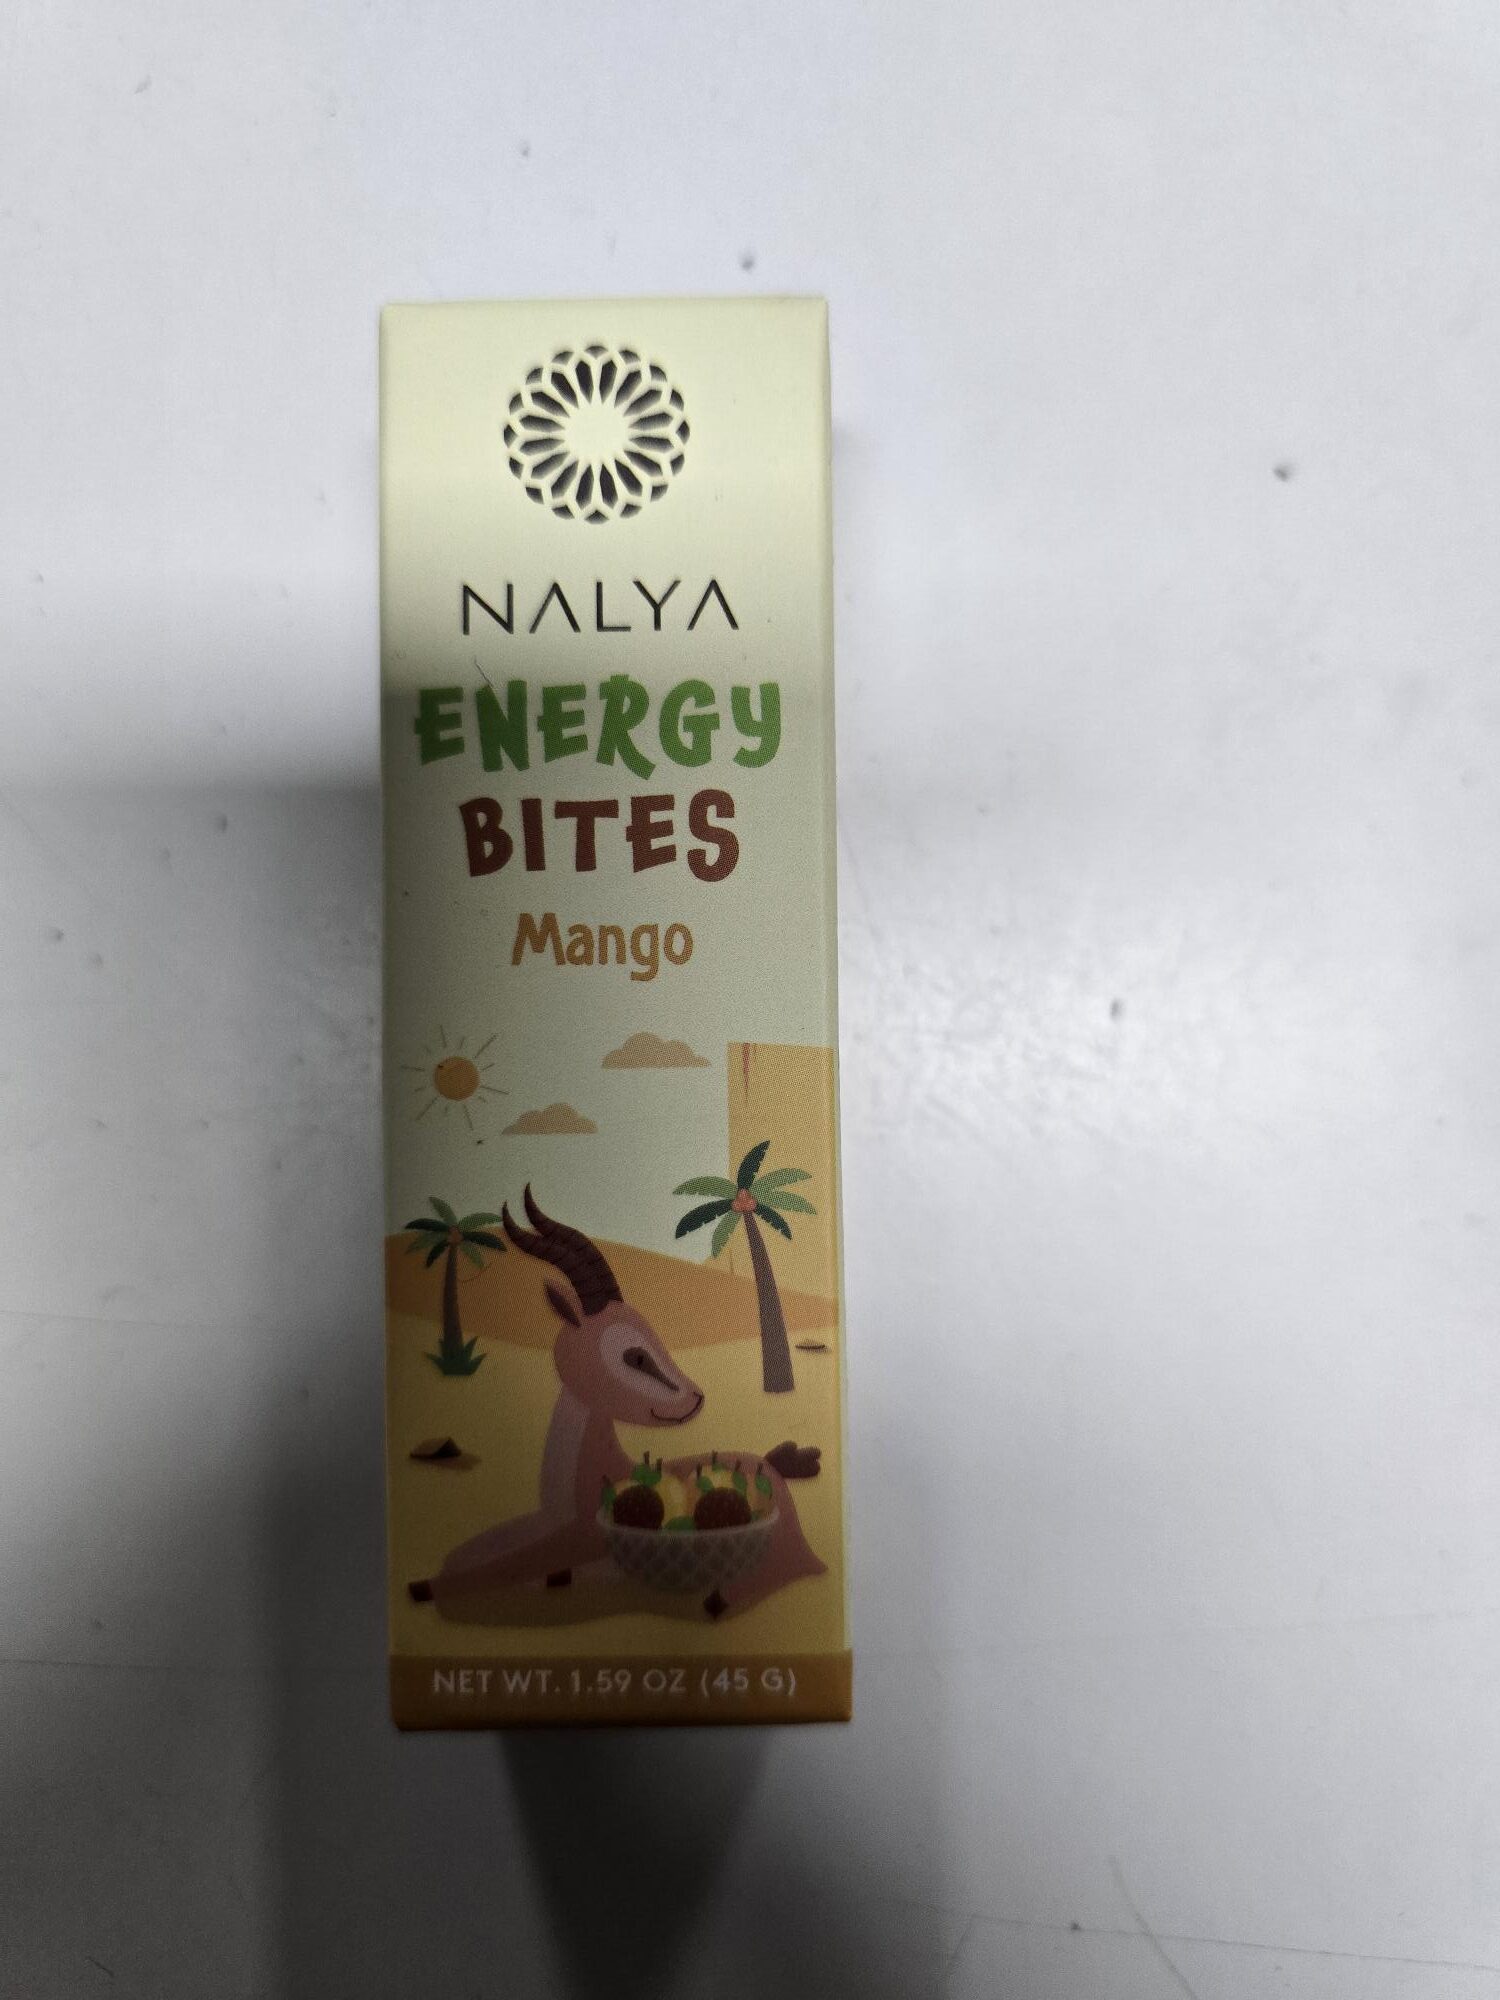 NALYA
ENERGY
BITES
Mango
NET WT. 1.59 OZ (45 G)